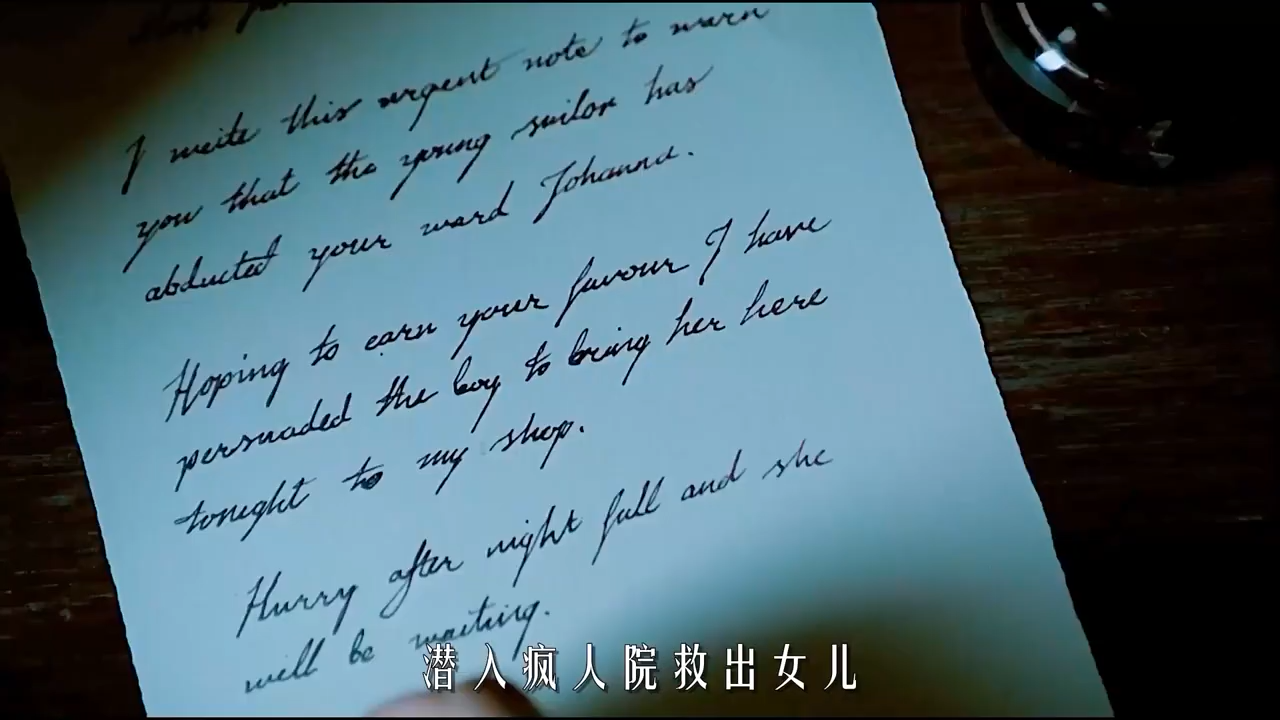 I write this urgent note to warn
you that the young sailor has
abducted your ward Johanna.
Hoping to earn your favour I have
persuaded the boy to bring her here
tonight to my shop.
Hurry after night fall and she
will be waiting.
潜入疯人院救出女儿